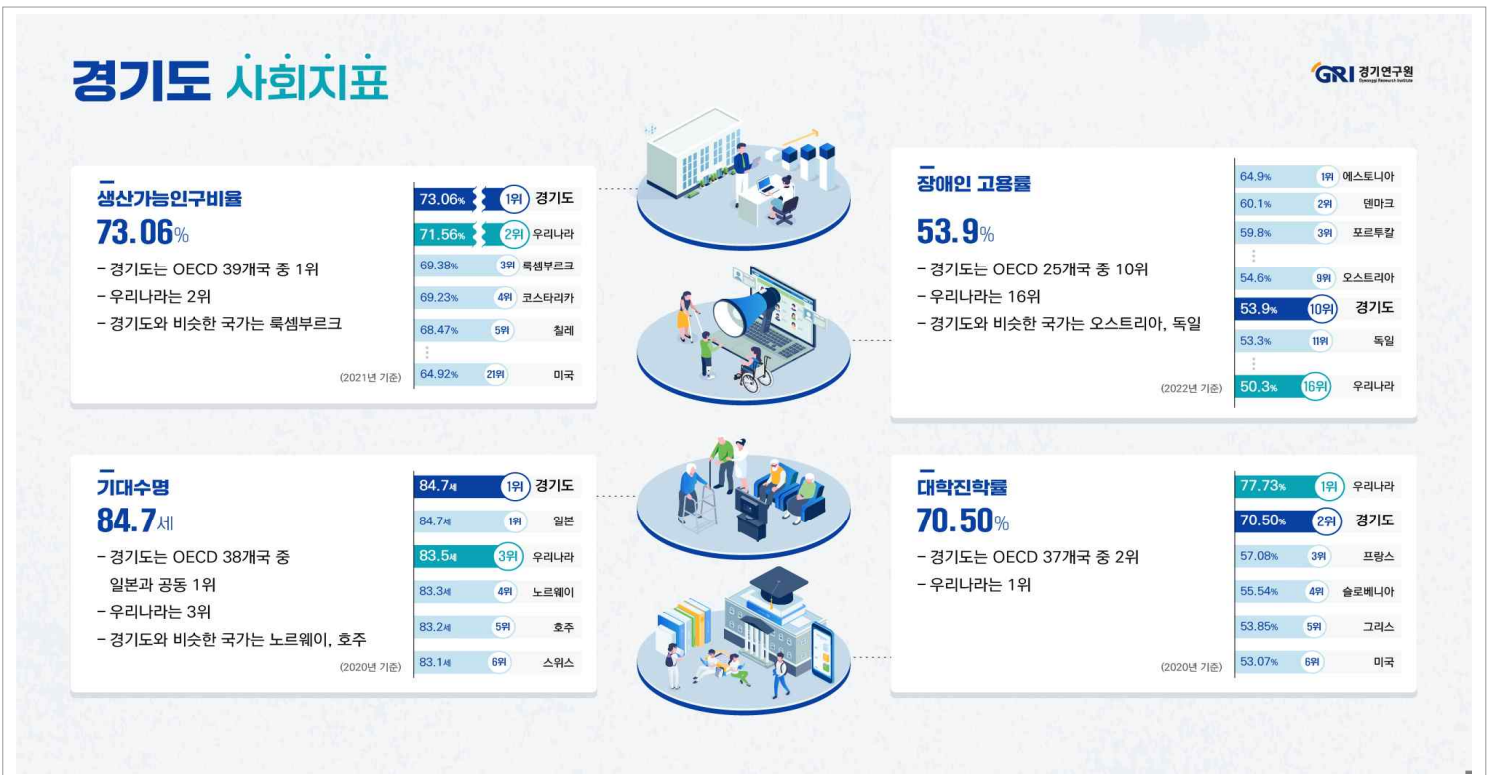 경기도 사회지표
GRI 경기연구원
Gyeonggi Research Institute
생산가능인구비율
73.06%
- 경기도는 OECD 39개국 중 1위
- 우리나라는 2위
- 경기도와 비슷한 국가는 룩셈부르크
(2021년 기준)
73.06% 1위 경기도
71.56% 2위 우리나라
69.38% 3위 룩셈부르크
69.23% 4위 코스타리카
68.47% 5위 칠레
⋮
64.92% 21위 미국
장애인 고용률
53.9%
- 경기도는 OECD 25개국 중 10위
- 우리나라는 16위
- 경기도와 비슷한 국가는 오스트리아, 독일
(2022년 기준)
64.9% 1위 에스토니아
60.1% 2위 덴마크
59.8% 3위 포르투칼
⋮
54.6% 9위 오스트리아
53.9% 10위 경기도
53.3% 11위 독일
⋮
50.3% 16위 우리나라
기대수명
84.7세
- 경기도는 OECD 38개국 중
일본과 공동 1위
- 우리나라는 3위
- 경기도와 비슷한 국가는 노르웨이, 호주
(2020년 기준)
84.7세 1위 경기도
84.7세 1위 일본
83.5세 3위 우리나라
83.3세 4위 노르웨이
83.2세 5위 호주
83.1세 6위 스위스
대학진학률
70.50%
- 경기도는 OECD 37개국 중 2위
- 우리나라는 1위
(2020년 기준)
77.73% 1위 우리나라
70.50% 2위 경기도
57.08% 3위 프랑스
55.54% 4위 슬로베니아
53.85% 5위 그리스
53.07% 6위 미국